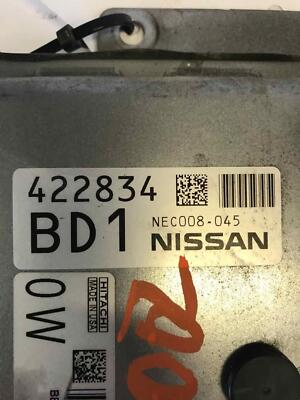 422834
BD1
NEC008-045
NISSAN
0W
HITACHI
MADE IN USA